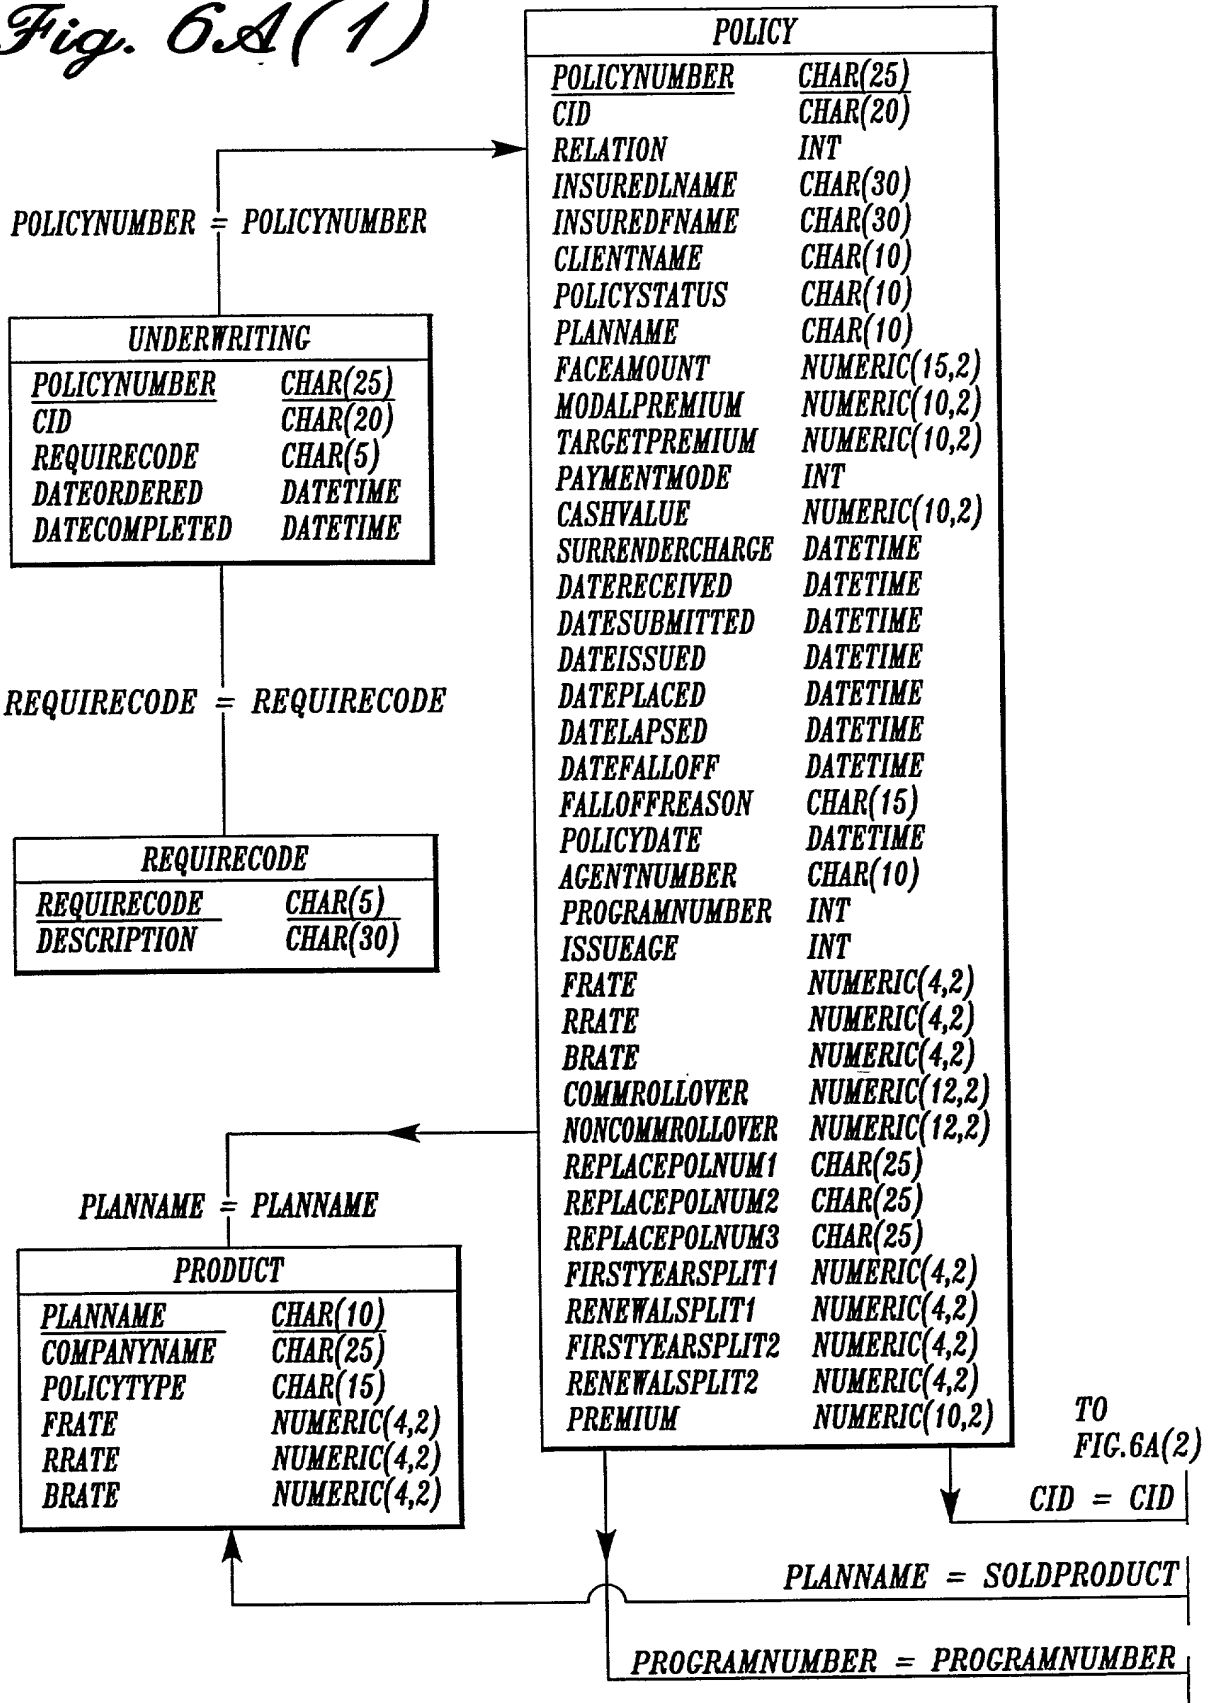 Fig. 6A(1)
POLICY
POLICYNUMBER CHAR(25)
CID CHAR(20)
RELATION INT
INSUREDLNAME CHAR(30)
INSUREDFNAME CHAR(30)
CLIENTNAME CHAR(10)
POLICYSTATUS CHAR(10)
PLANNAME CHAR(10)
FACEAMOUNT NUMERIC(15,2)
MODALPREMIUM NUMERIC(10,2)
TARGETPREMIUM NUMERIC(10,2)
PAYMENTMODE INT
CASHVALUE NUMERIC(10,2)
SURRENDERCHARGE DATETIME
DATERECEIVED DATETIME
DATESUBMITTED DATETIME
DATEISSUED DATETIME
DATEPLACED DATETIME
DATELAPSED DATETIME
DATEFALLOFF DATETIME
FALLOFFREASON CHAR(15)
POLICYDATE DATETIME
AGENTNUMBER CHAR(10)
PROGRAMNUMBER INT
ISSUEAGE INT
FRATE NUMERIC(4,2)
RRATE NUMERIC(4,2)
BRATE NUMERIC(4,2)
COMMROLLOVER NUMERIC(12,2)
NONCOMMROLLOVER NUMERIC(12,2)
REPLACEPOLNUM1 CHAR(25)
REPLACEPOLNUM2 CHAR(25)
REPLACEPOLNUM3 CHAR(25)
FIRSTYEARSPLIT1 NUMERIC(4,2)
RENEWALSPLIT1 NUMERIC(4,2)
FIRSTYEARSPLIT2 NUMERIC(4,2)
RENEWALSPLIT2 NUMERIC(4,2)
PREMIUM NUMERIC(10,2)
POLICYNUMBER = POLICYNUMBER
UNDERWRITING
POLICYNUMBER CHAR(25)
CID CHAR(20)
REQUIRECODE CHAR(5)
DATEORDERED DATETIME
DATECOMPLETED DATETIME
REQUIRECODE = REQUIRECODE
REQUIRECODE
REQUIRECODE CHAR(5)
DESCRIPTION CHAR(30)
PLANNAME = PLANNAME
PRODUCT
PLANNAME CHAR(10)
COMPANYNAME CHAR(25)
POLICYTYPE CHAR(15)
FRATE NUMERIC(4,2)
RRATE NUMERIC(4,2)
BRATE NUMERIC(4,2)
TO
FIG.6A(2)
CID = CID
PLANNAME = SOLDPRODUCT
PROGRAMNUMBER = PROGRAMNUMBER